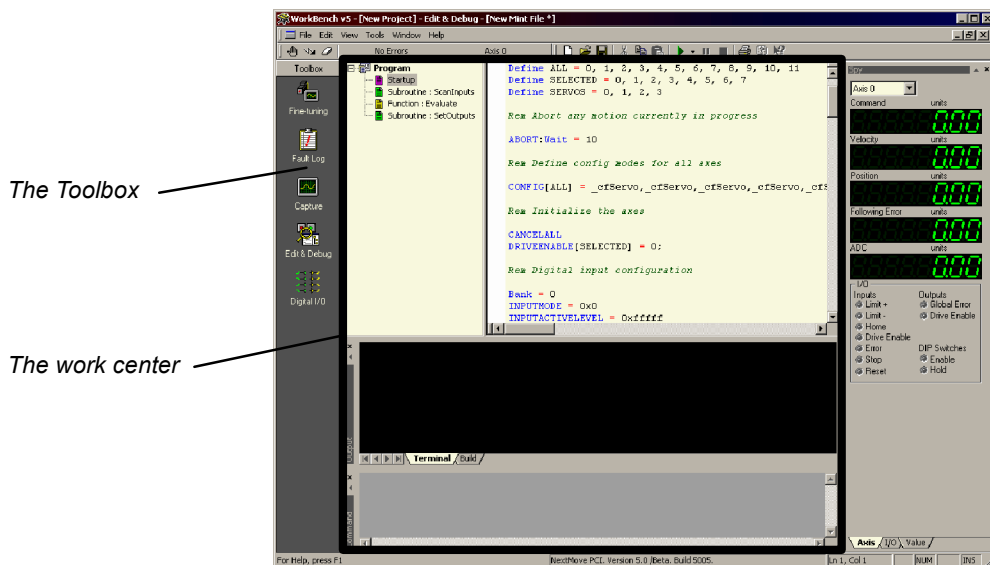 WorkBench v5 - [New Project] - Edit & Debug - [New Mint File *]
File Edit View Tools Window Help
No Errors Axis 0
Toolbox
Fine-tuning
Fault Log
Capture
Edit & Debug
Digital I/O
The Toolbox
The work center
Program
Startup
Subroutine : ScanInputs
Function : Evaluate
Subroutine : SetOutputs
Define ALL = 0, 1, 2, 3, 4, 5, 6, 7, 8, 9, 10, 11
Define SELECTED = 0, 1, 2, 3, 4, 5, 6, 7
Define SERVOS = 0, 1, 2, 3
Rem Abort any motion currently in progress
ABORT:Wait = 10
Rem Define config modes for all axes
CONFIG[ALL] = _cfServo,_cfServo,_cfServo,_cfServo,_cfS
Rem Initialize the axes
CANCELALL
DRIVEENABLE[SELECTED] = 0;
Rem Digital input configuration
Bank = 0
INPUTMODE = 0x0
INPUTACTIVELEVEL = 0xfffff
Output
Terminal Build
Command
Spy
Axis 0
Command units
0.00
Velocity units
0.00
Position units
0.00
Following Error units
0.00
ADC units
0.00
I/O
Inputs Outputs
Limit + Global Error
Limit - Drive Enable
Home
Drive Enable
Error DIP Switches
Stop Enable
Reset Hold
Axis I/O Value
For Help, press F1
NextMove PCI. Version 5.0 /Beta. Build 5005.
Ln 1, Col 1 NUM INS